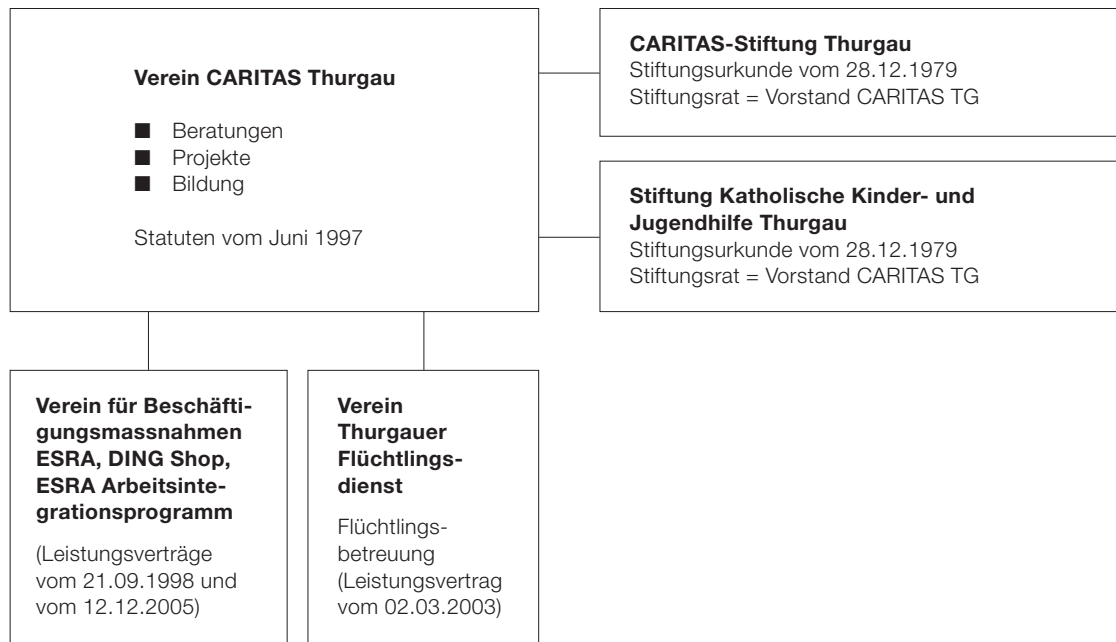 Verein CARITAS Thurgau
■ Beratungen
■ Projekte
■ Bildung
Statuten vom Juni 1997
CARITAS-Stiftung Thurgau
Stiftungsurkunde vom 28.12.1979
Stiftungsrat = Vorstand CARITAS TG
Stiftung Katholische Kinder- und
Jugendhilfe Thurgau
Stiftungsurkunde vom 28.12.1979
Stiftungsrat = Vorstand CARITAS TG
Verein für Beschäfti-
gungsmassnahmen
ESRA, DING Shop,
ESRA Arbeitsinte-
grationsprogramm
(Leistungsverträge
vom 21.09.1998 und
vom 12.12.2005)
Verein
Thurgauer
Flüchtlings-
dienst
Flüchtlings-
betreuung
(Leistungsvertrag
vom 02.03.2003)